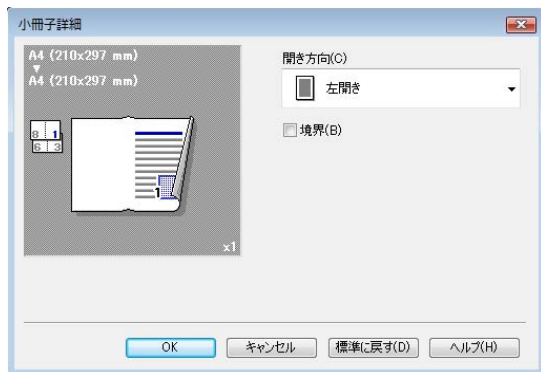 小冊子詳細
A4 (210x297 mm)
A4 (210x297 mm)
8 1
6 3
1
x1
開き方向(C)
左開き
境界(B)
OK
キャンセル
標準に戻す(D)
ヘルプ(H)